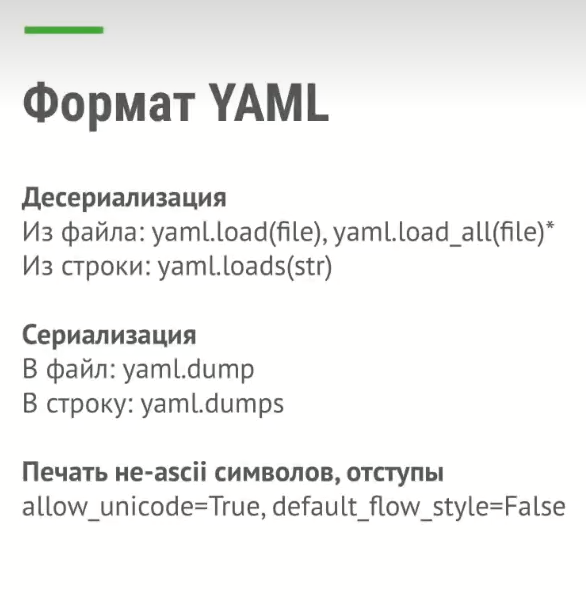 Формат YAML
Десериализация
Из файла: yaml.load(file), yaml.load_all(file)*
Из строки: yaml.loads(str)
Сериализация
В файл: yaml.dump
В строку: yaml.dumps
Печать не-ascii символов, отступы
allow_unicode=True, default_flow_style=False